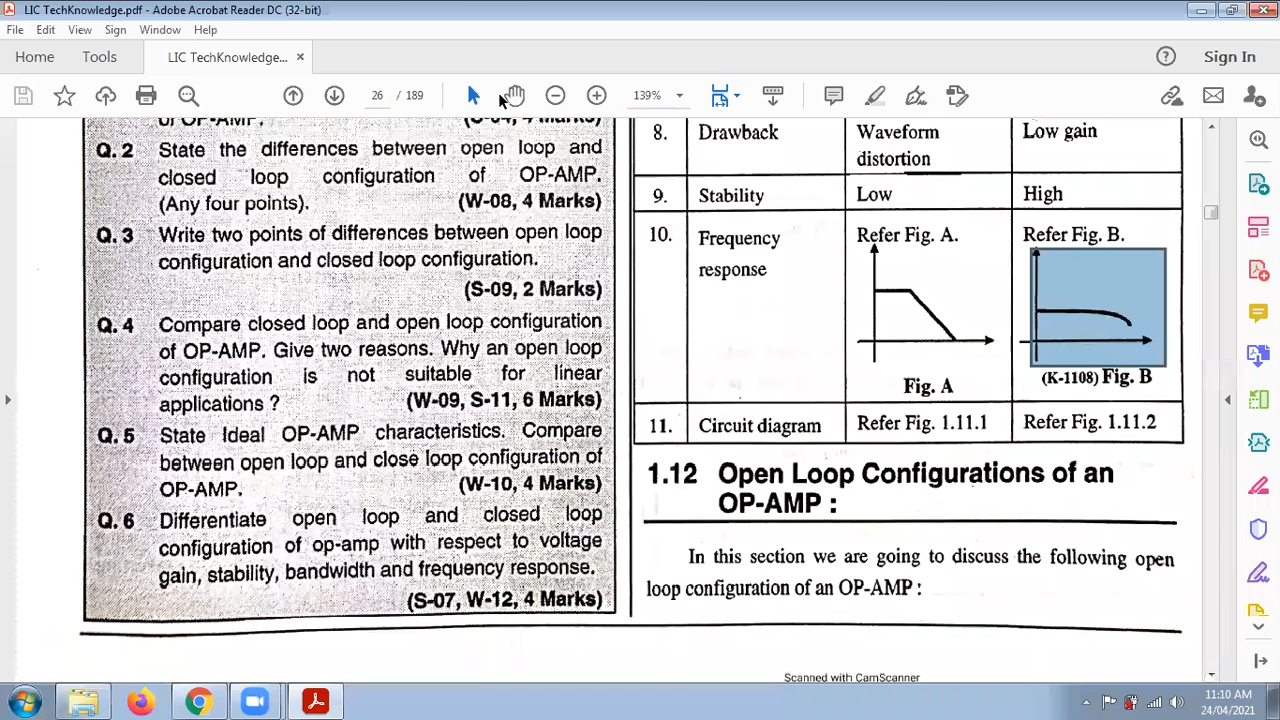 LIC TechKnowledge.pdf - Adobe Acrobat Reader DC (32-bit)
File Edit View Sign Window Help
Home Tools LIC TechKnowledge... × Sign In
26 / 189 139%
of OP-AMP. 4 Marks)
Q. 2 State the differences between open loop and
closed loop configuration of OP-AMP.
(Any four points). (W-08, 4 Marks)
Q. 3 Write two points of differences between open loop
configuration and closed loop configuration.
(S-09, 2 Marks)
Q. 4 Compare closed loop and open loop configuration
of OP-AMP. Give two reasons. Why an open loop
configuration is not suitable for linear
applications ? (W-09, S-11, 6 Marks)
Q. 5 State Ideal OP-AMP characteristics. Compare
between open loop and close loop configuration of
OP-AMP. (W-10, 4 Marks)
Q. 6 Differentiate open loop and closed loop
configuration of op-amp with respect to voltage
gain, stability, bandwidth and frequency response.
(S-07, W-12, 4 Marks)
8. Drawback Waveform Low gain
distortion
9. Stability Low High
10. Frequency Refer Fig. A. Refer Fig. B.
response
Fig. A (K-1108) Fig. B
11. Circuit diagram Refer Fig. 1.11.1 Refer Fig. 1.11.2
1.12 Open Loop Configurations of an
OP-AMP :
In this section we are going to discuss the following open
loop configuration of an OP-AMP :
Scanned with CamScanner
11:10 AM
24/04/2021